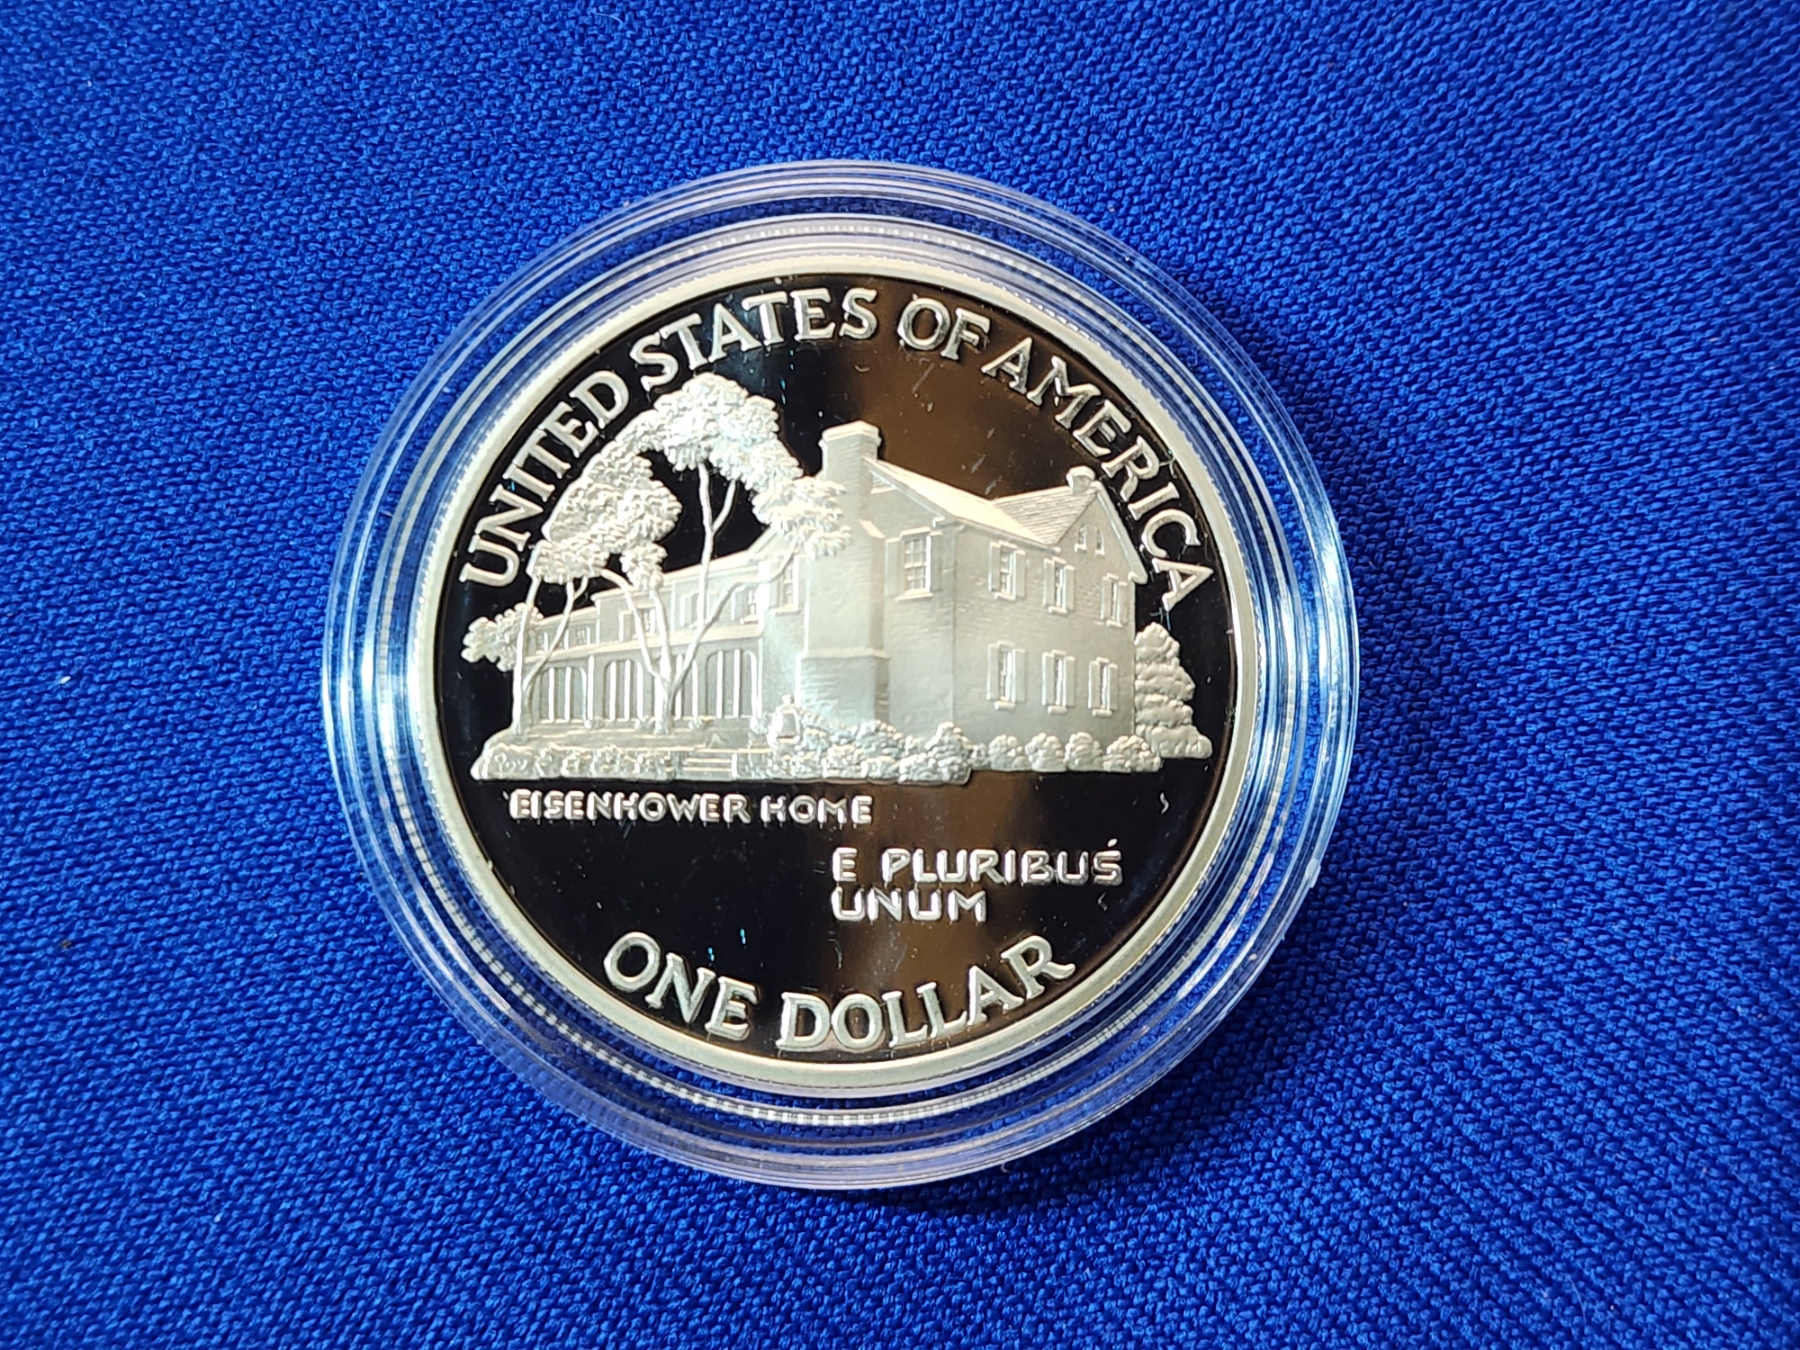 UNITED STATES OF AMERICA
EISENHOWER HOME
E PLURIBUS
UNUM
ONE DOLLAR